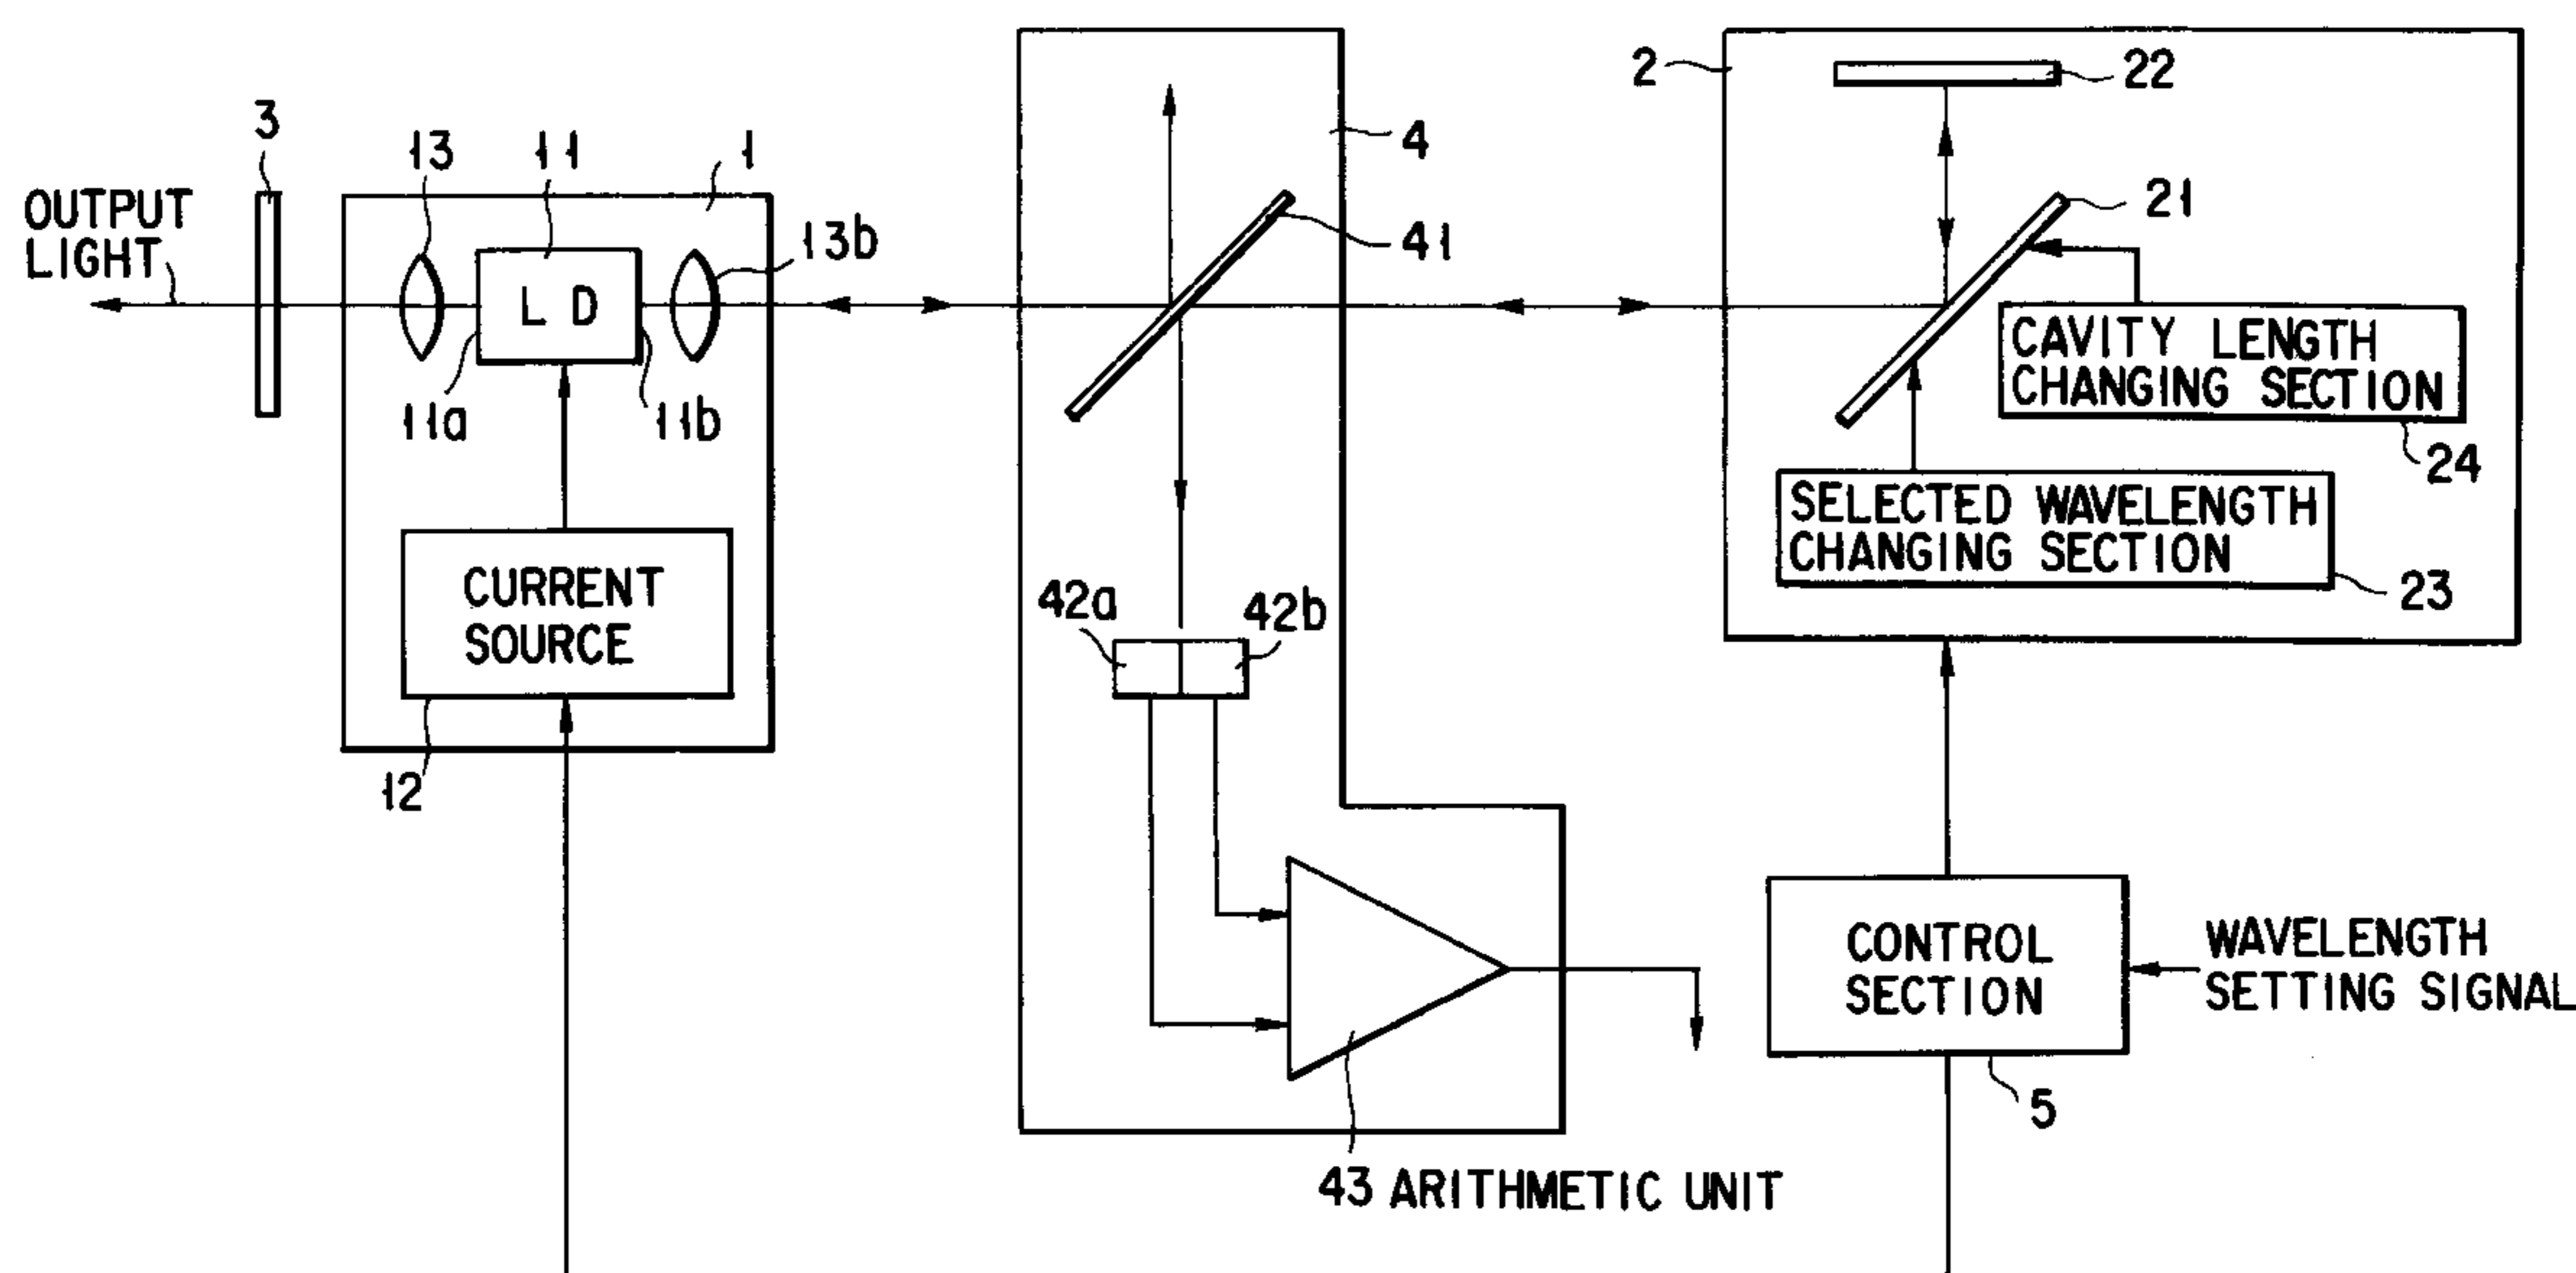 3
13
11
1
OUTPUT
LIGHT
13b
L D
11a
11b
CURRENT
SOURCE
12
4
41
42a
42b
43 ARITHMETIC UNIT
2
22
21
CAVITY LENGTH
CHANGING SECTION
24
SELECTED WAVELENGTH
CHANGING SECTION
23
CONTROL
SECTION
WAVELENGTH
SETTING SIGNAL
5